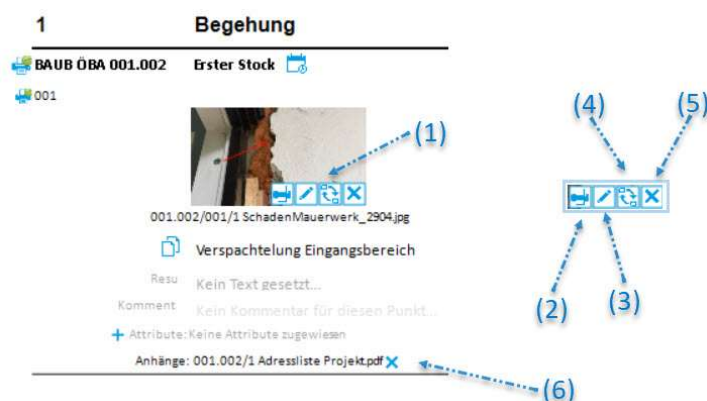 1 Begehung
BAUB ÖBA 001.002 Erster Stock
001
(1)
(4)
(5)
001.002/001/1 SchadenMauerwerk_2904.jpg
Verspachtelung Eingangsbereich
(2)
(3)
Resu Kein Text gesetzt...
Komment Kein Kommentar für diesen Punkt...
Attribute: Keine Attribute zugewiesen
Anhänge: 001.002/1 Adressliste Projekt.pdf
(6)